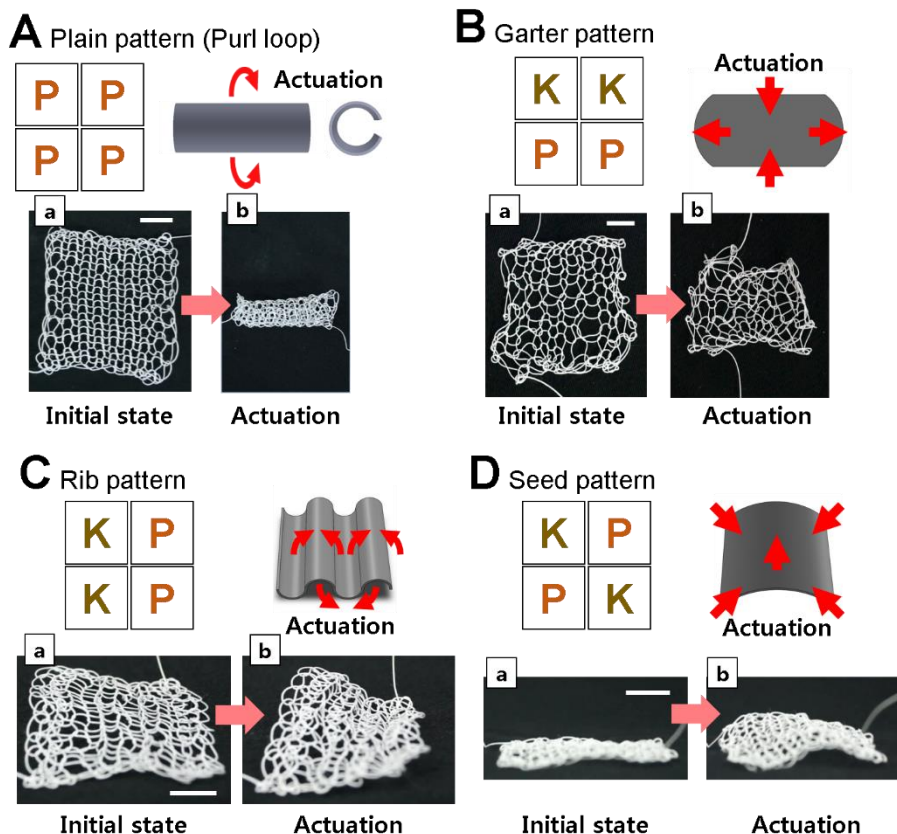 A Plain pattern (Purl loop)
P P
P P
Actuation
a
b
Initial state
Actuation
B Garter pattern
K K
P P
Actuation
a
b
Initial state
Actuation
C Rib pattern
K P
K P
Actuation
a
b
Initial state
Actuation
D Seed pattern
K P
P K
Actuation
a
b
Initial state
Actuation